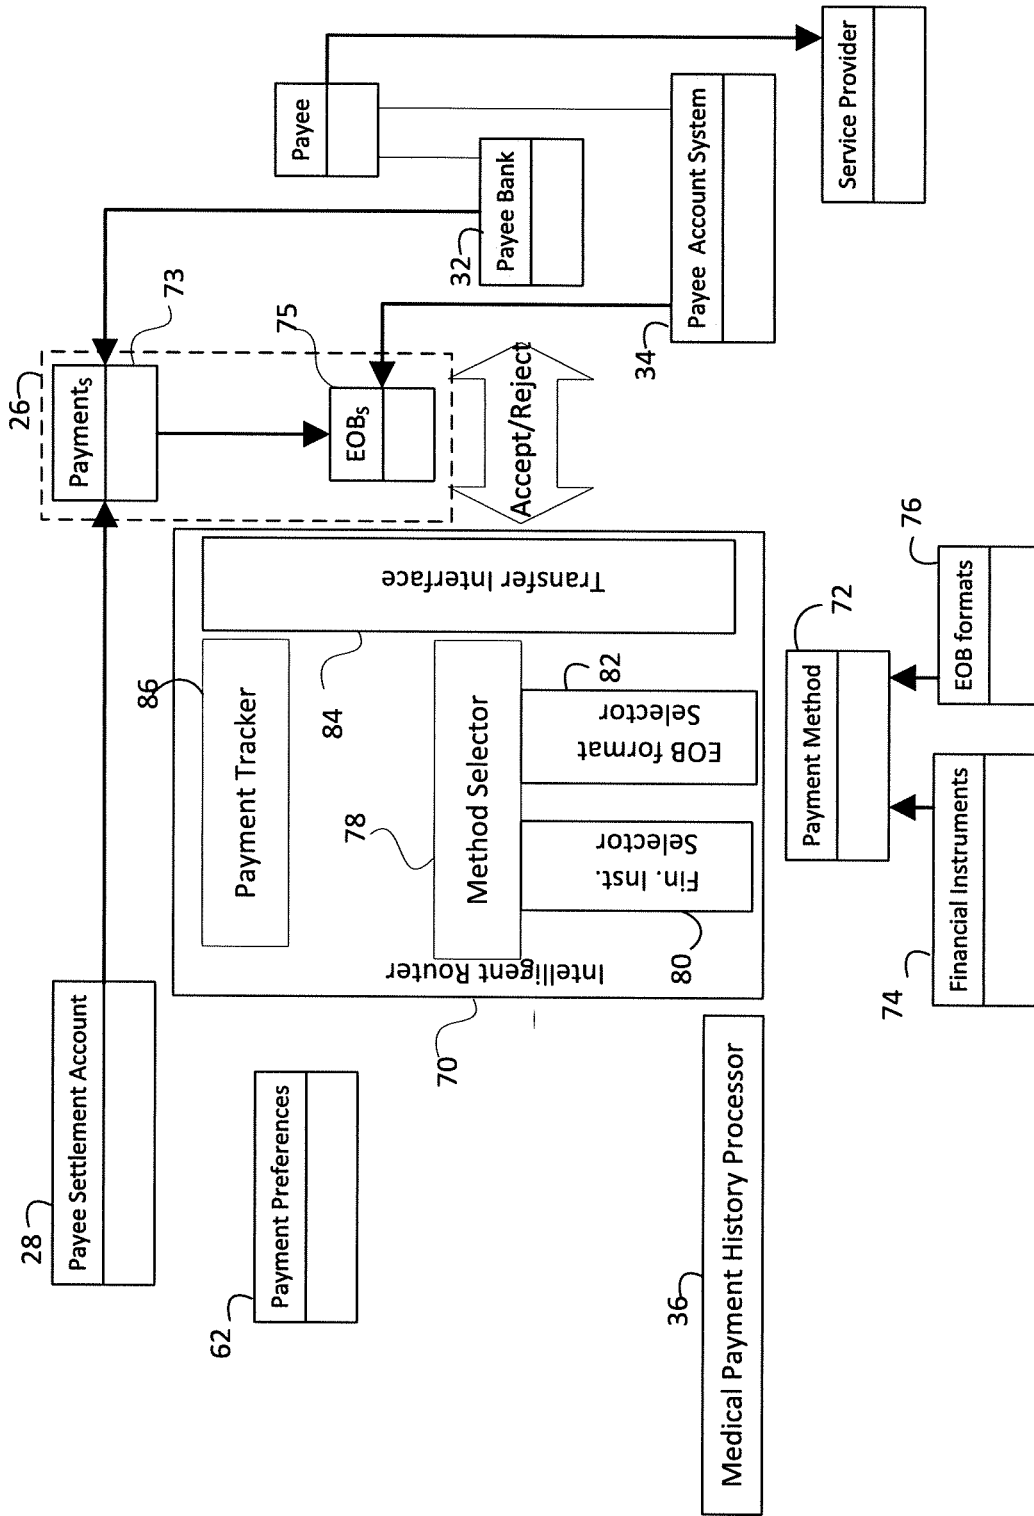 28
Payee Settlement Account
62
Payment Preferences
36
Medical Payment History Processor
70
Intelligent Router
86
Payment Tracker
84
Transfer Interface
78
Method Selector
80
Fin. Inst.
Selector
82
EOB format
Selector
72
Payment Method
74
Financial Instruments
76
EOB formats
26
Payments
73
75
EOBs
Accept/Reject
32
Payee Bank
34
Payee Account System
Payee
Service Provider